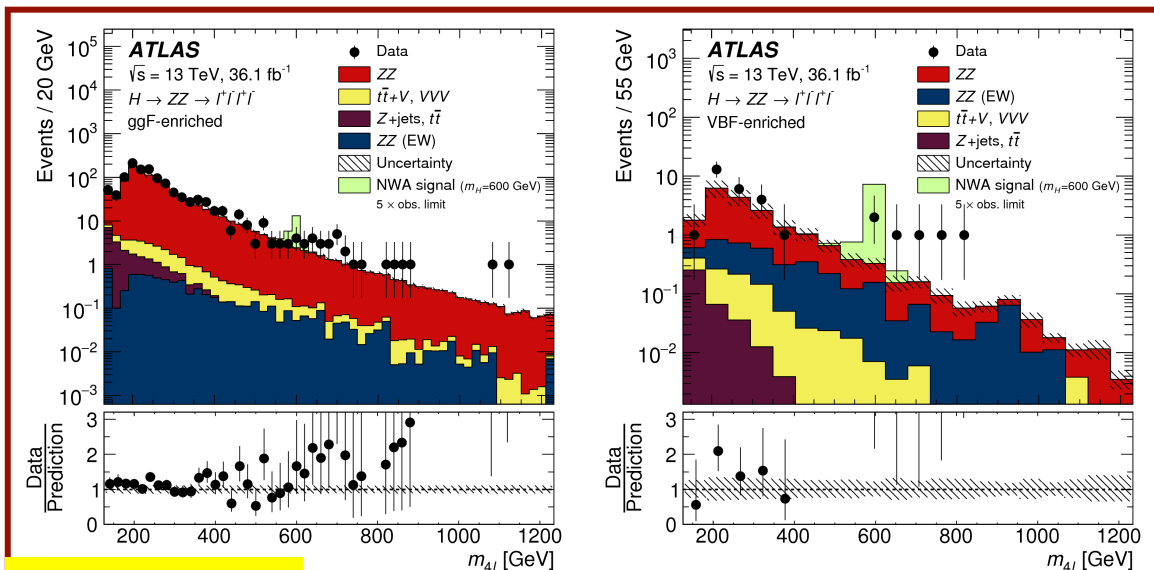 ATLAS
√s = 13 TeV, 36.1 fb⁻¹
H → ZZ → l⁺l⁻l⁺l⁻
ggF-enriched
Data
ZZ
tt̄+V, VVV
Z+jets, tt̄
ZZ (EW)
Uncertainty
NWA signal (m_H=600 GeV)
5 × obs. limit
Events / 20 GeV
10⁵
10⁴
10³
10²
10
1
10⁻¹
10⁻²
10⁻³
Data
Prediction
3
2
1
0
200 400 600 800 1000 1200
m₄ₗ [GeV]
ATLAS
√s = 13 TeV, 36.1 fb⁻¹
H → ZZ → l⁺l⁻l⁺l⁻
VBF-enriched
Data
ZZ
ZZ (EW)
tt̄+V, VVV
Z+jets, tt̄
Uncertainty
NWA signal (m_H=600 GeV)
5 × obs. limit
Events / 55 GeV
10³
10²
10
1
10⁻¹
10⁻²
Data
Prediction
3
2
1
0
200 400 600 800 1000 1200
m₄ₗ [GeV]